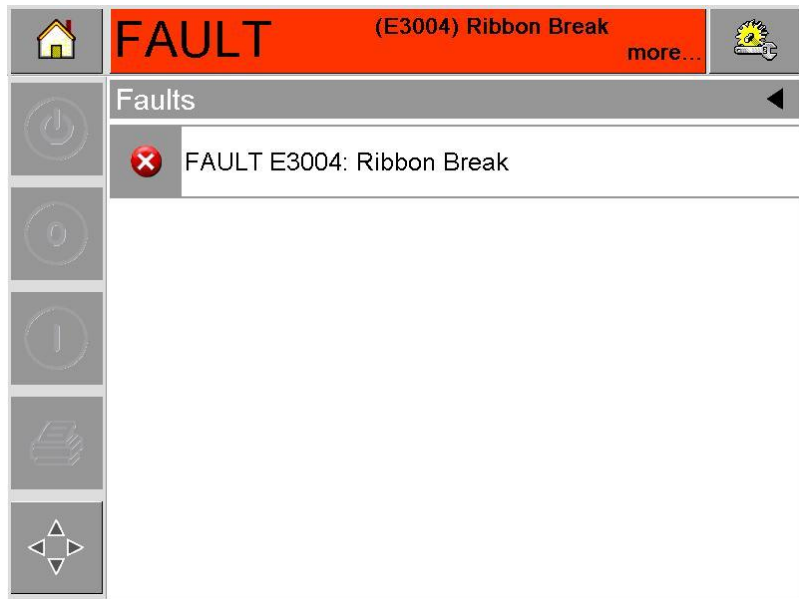 FAULT
(E3004) Ribbon Break
more...
Faults
FAULT E3004: Ribbon Break